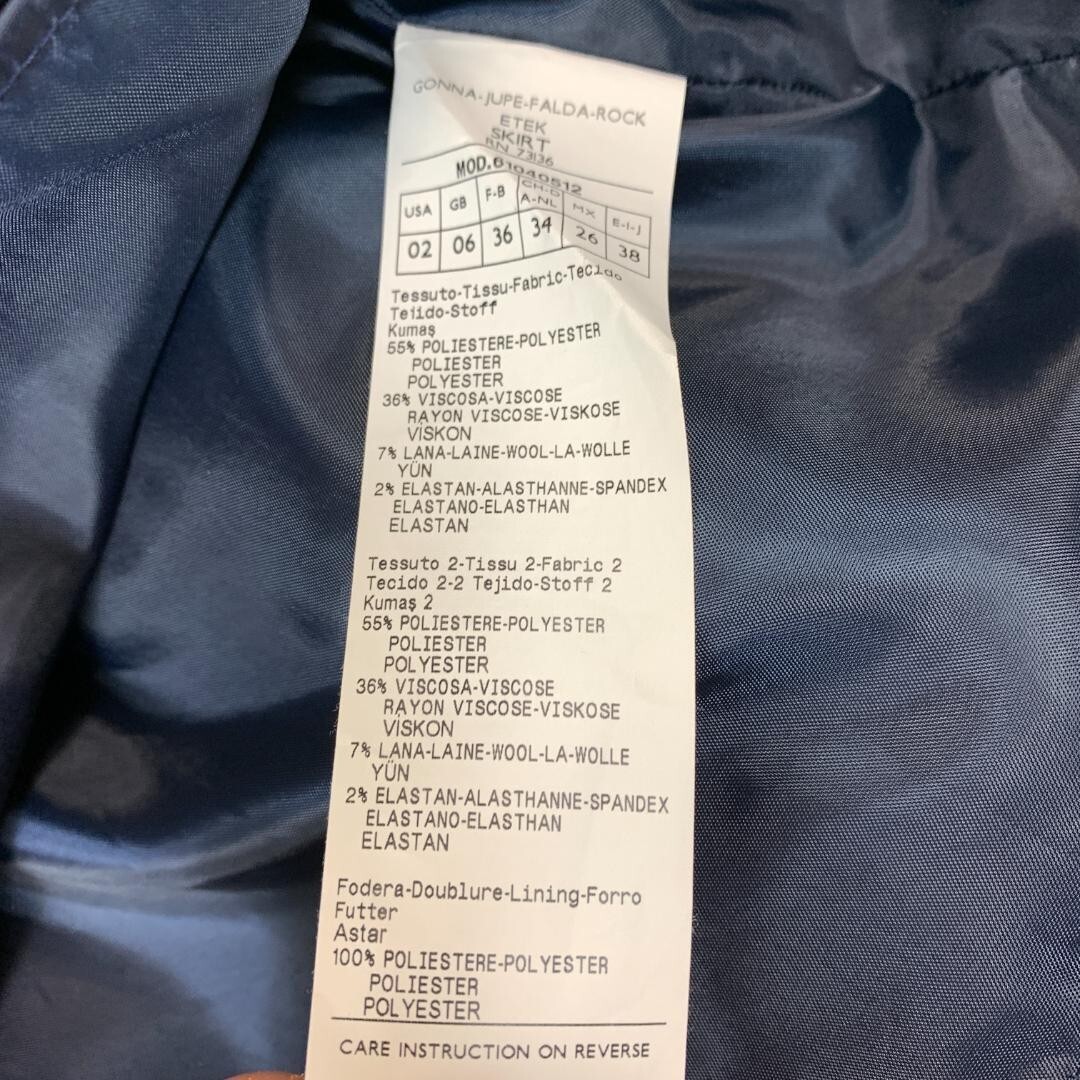 GONNA-JUPE-FALDA-ROCK
ETEK
SKIRT
RN 73136
MOD.61040512
USA GB F-B CH-D A-NL MX E-I-J
02 06 36 34 26 38
Tessuto-Tissu-Fabric-Tecido
Tejido-Stoff
Kumaş
55% POLIESTERE-POLYESTER
POLIESTER
POLYESTER
36% VISCOSA-VISCOSE
RAYON VISCOSE-VISKOSE
VİSKON
7% LANA-LAINE-WOOL-LA-WOLLE
YÜN
2% ELASTAN-ALASTHANNE-SPANDEX
ELASTANO-ELASTHAN
ELASTAN
Tessuto 2-Tissu 2-Fabric 2
Tecido 2-2 Tejido-Stoff 2
Kumaş 2
55% POLIESTERE-POLYESTER
POLIESTER
POLYESTER
36% VISCOSA-VISCOSE
RAYON VISCOSE-VISKOSE
VİSKON
7% LANA-LAINE-WOOL-LA-WOLLE
YÜN
2% ELASTAN-ALASTHANNE-SPANDEX
ELASTANO-ELASTHAN
ELASTAN
Fodera-Doublure-Lining-Forro
Futter
Astar
100% POLIESTERE-POLYESTER
POLIESTER
POLYESTER
CARE INSTRUCTION ON REVERSE